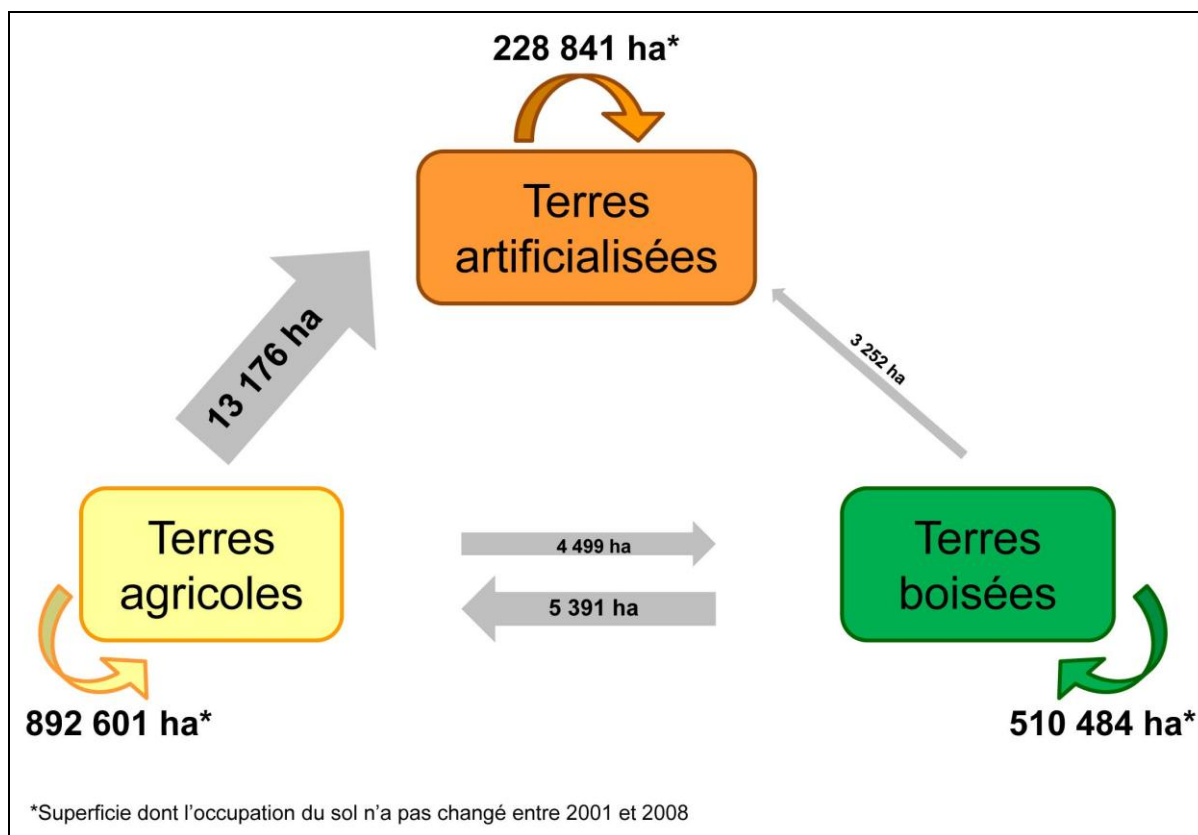 228 841 ha*
Terres
artificialisées
13 176 ha
3 252 ha
Terres
agricoles
4 499 ha
5 391 ha
Terres
boisées
892 601 ha*
510 484 ha*
*Superficie dont l’occupation du sol n’a pas changé entre 2001 et 2008